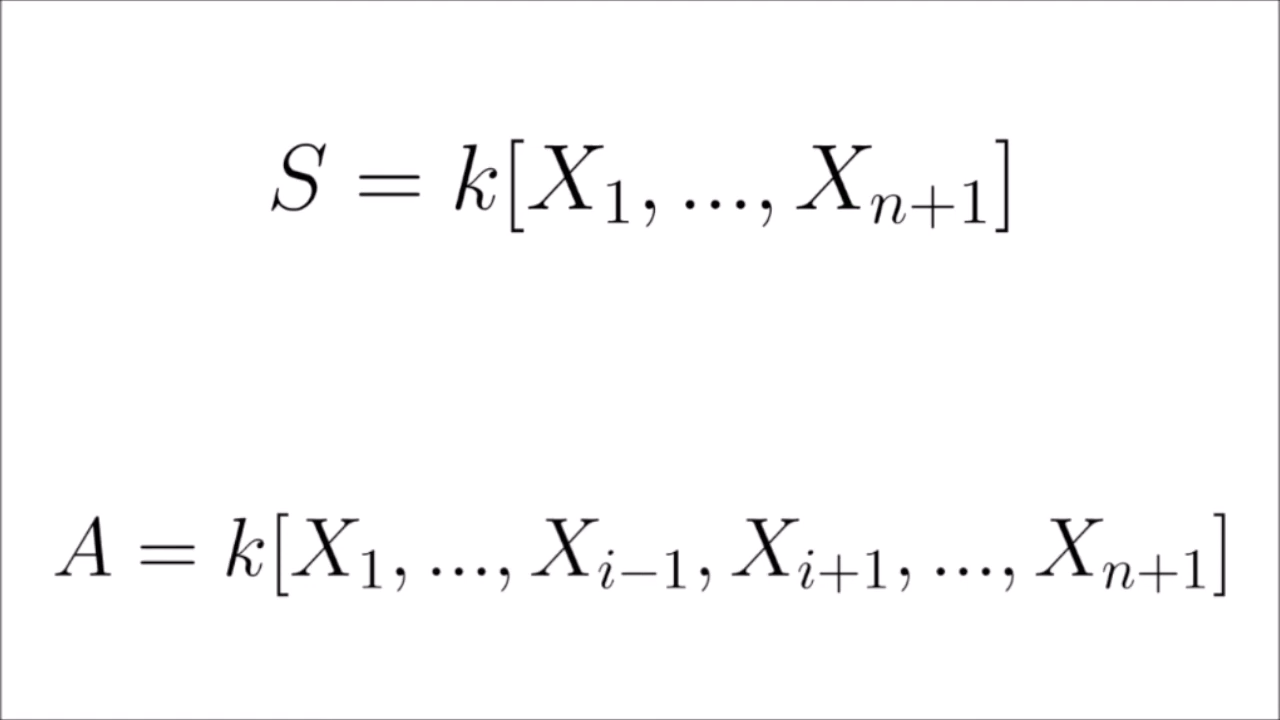 S = k[X_1, ..., X_{n+1}]
A = k[X_1, ..., X_{i-1}, X_{i+1}, ..., X_{n+1}]